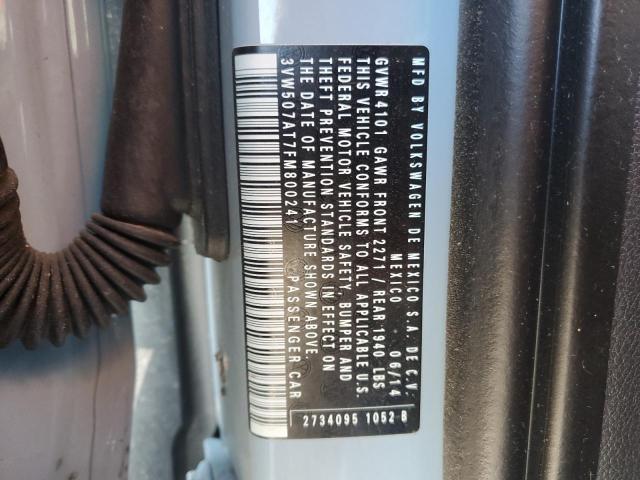 MFD BY VOLKSWAGEN DE MEXICO S.A. DE C.V.
MEXICO 06/14
GVWR 4101 GAWR FRONT 2271 / REAR 1940 LBS
THIS VEHICLE CONFORMS TO ALL APPLICABLE U.S.
FEDERAL MOTOR VEHICLE SAFETY, BUMPER AND
THEFT PREVENTION STANDARDS IN EFFECT ON
THE DATE OF MANUFACTURE SHOWN ABOVE.
3VW507AT7FM800241 PASSENGER CAR
2734095 1052-B